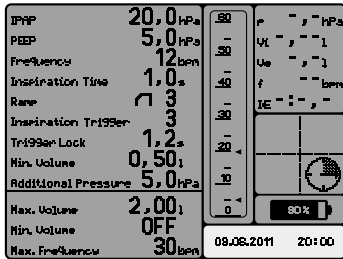 IPAP 20,0 hPa
PEEP 5,0 hPa
Frequency 12 bpm
Inspiration Time 1,0 s
Ramp 3
Inspiration Trigger 3
Trigger Lock 1,2 s
Min. Volume 0,50 l
Additional Pressure 5,0 hPa
Max. Volume 2,00 l
Min. Volume OFF
Max. Frequency 30 bpm
60
50
40
30
20
10
0
P -,- hPa
Vi -,- l
Ve -,- l
f -- bpm
IE -:-,-
80%
09.08.2011 20:00